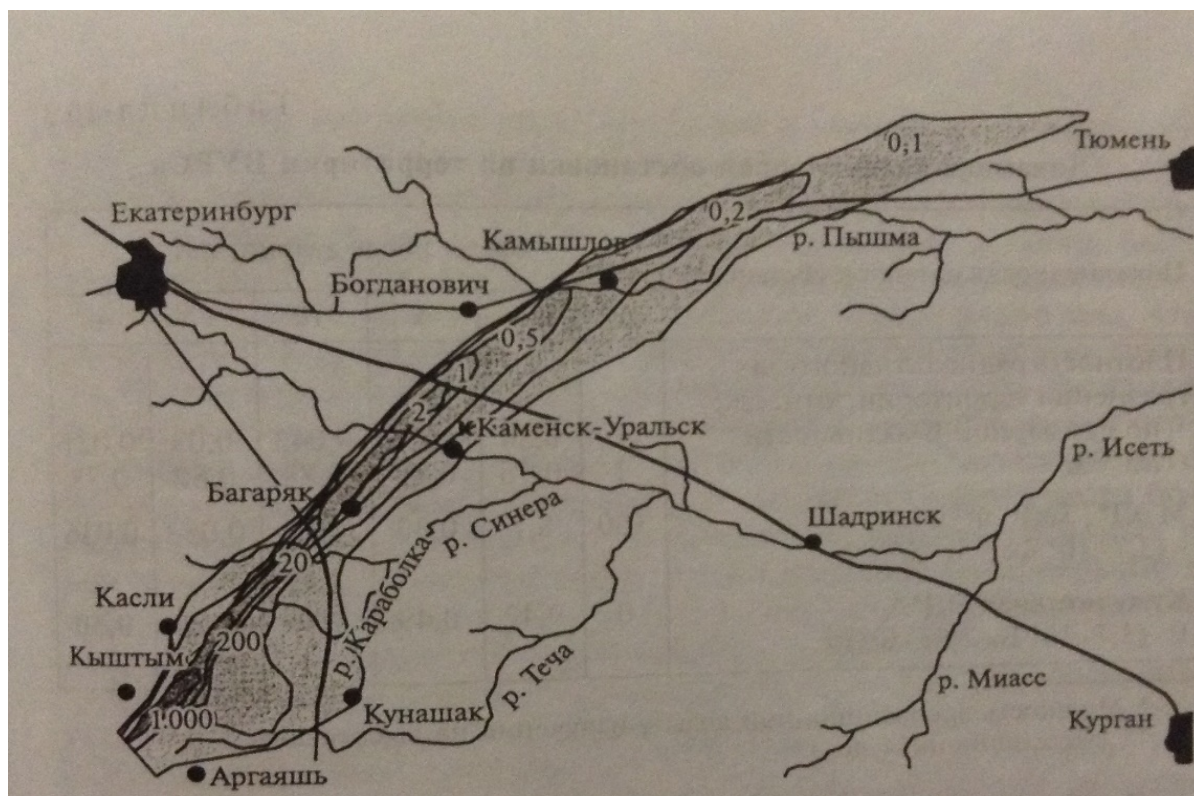 0,1
Тюмень
Екатеринбург
0,2
Камышлов
р. Пышма
Богданович
0,5
1
2
Каменск-Уральск
р. Исеть
Багаряк
р. Синера
Шадринск
20
р. Караболка
Касли
200
Кыштым
р. Теча
р. Миасс
1.000
Кунашак
Курган
Аргаяшь